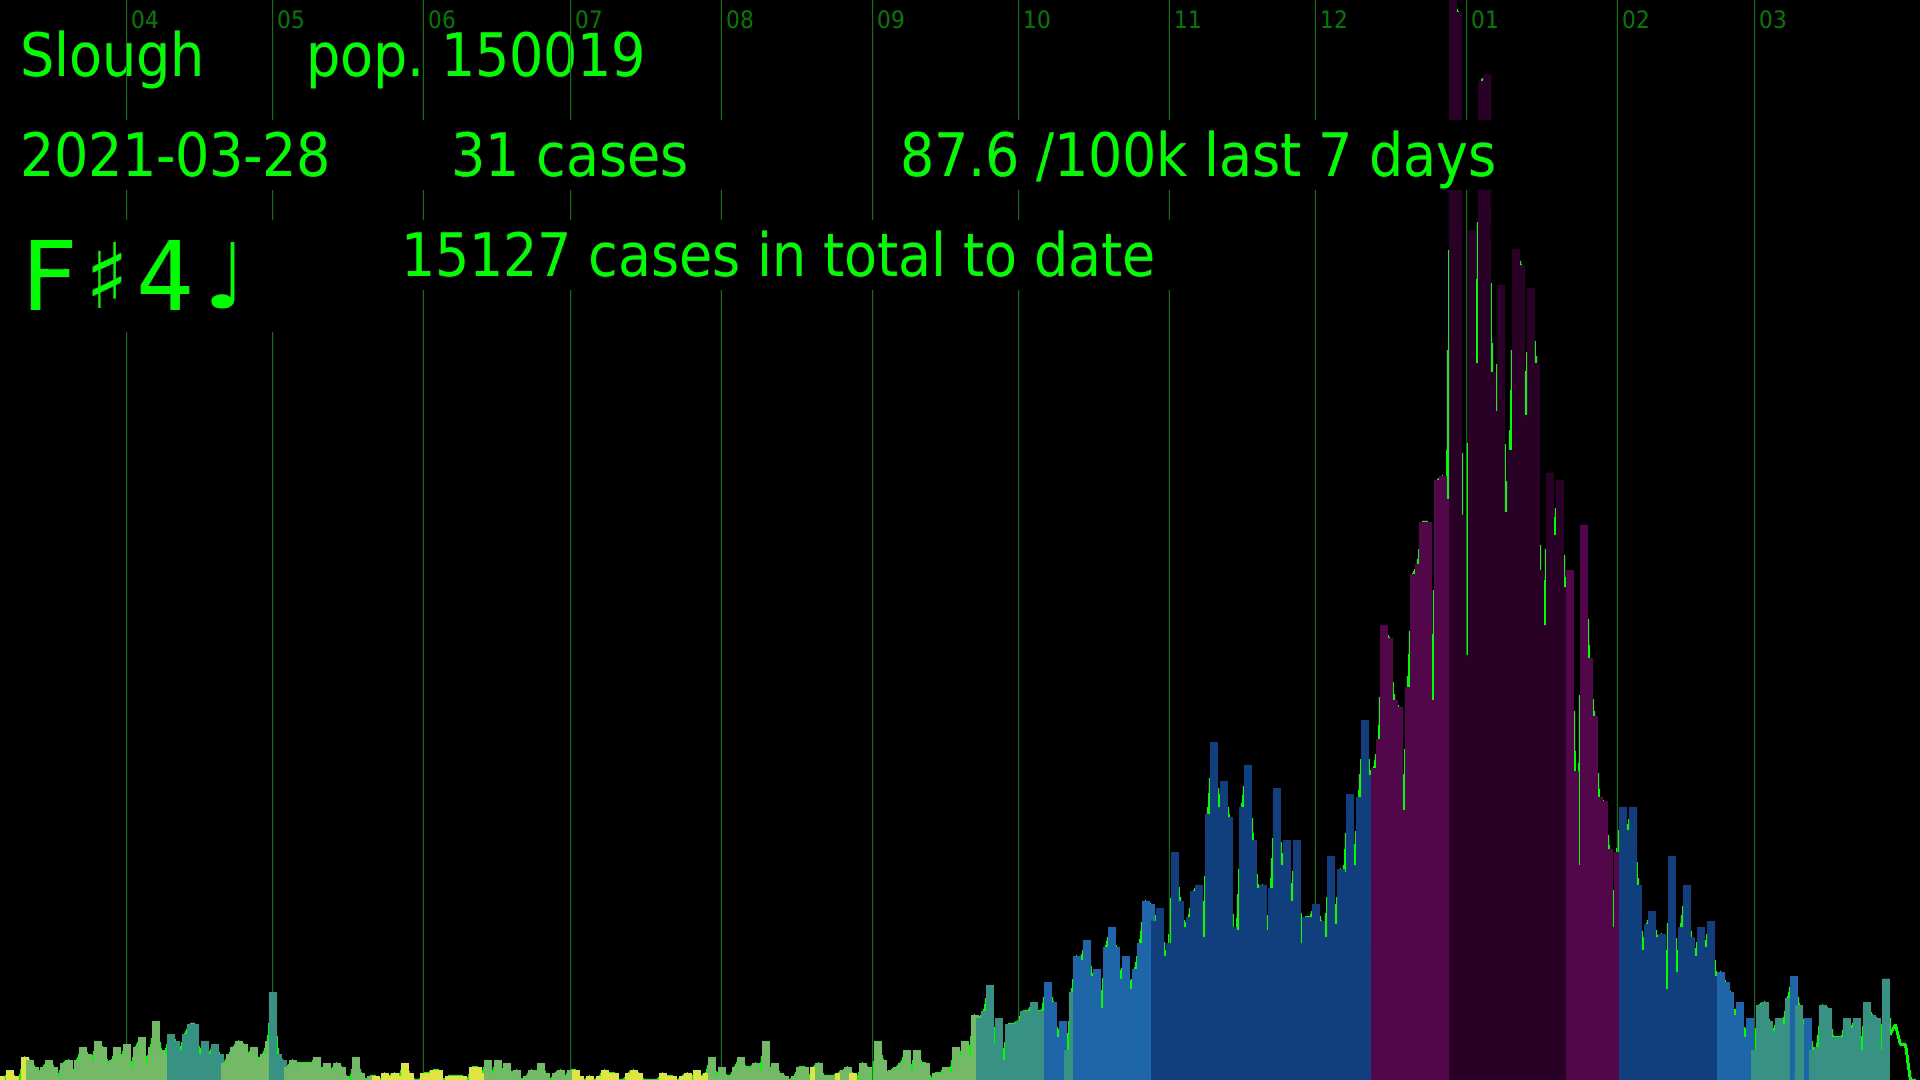 04 05 06 07 08 09 10 11 12 01 02 03
Slough pop. 150019
2021-03-28 31 cases 87.6 /100k last 7 days
F♯4♩ 15127 cases in total to date